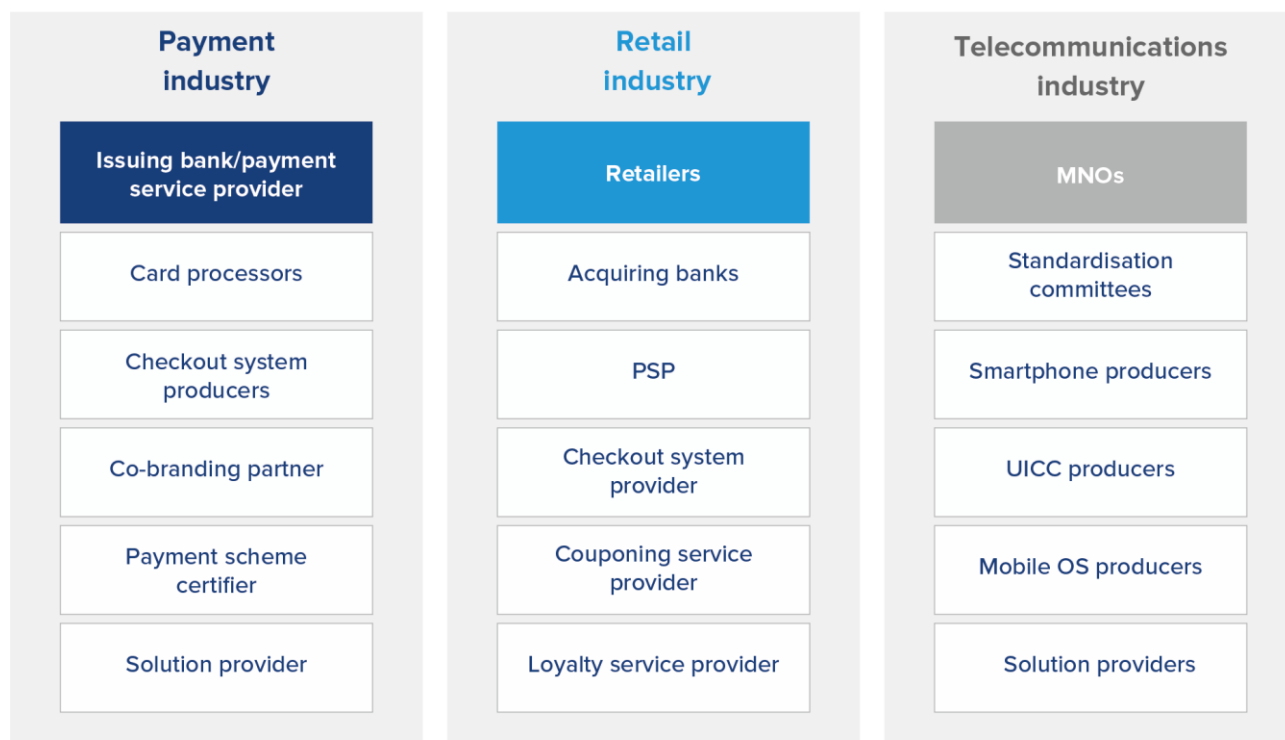 Payment
industry
Issuing bank/payment
service provider
Card processors
Checkout system
producers
Co-branding partner
Payment scheme
certifier
Solution provider
Retail
industry
Retailers
Acquiring banks
PSP
Checkout system
provider
Couponing service
provider
Loyalty service provider
Telecommunications
industry
MNOs
Standardisation
committees
Smartphone producers
UICC producers
Mobile OS producers
Solution providers